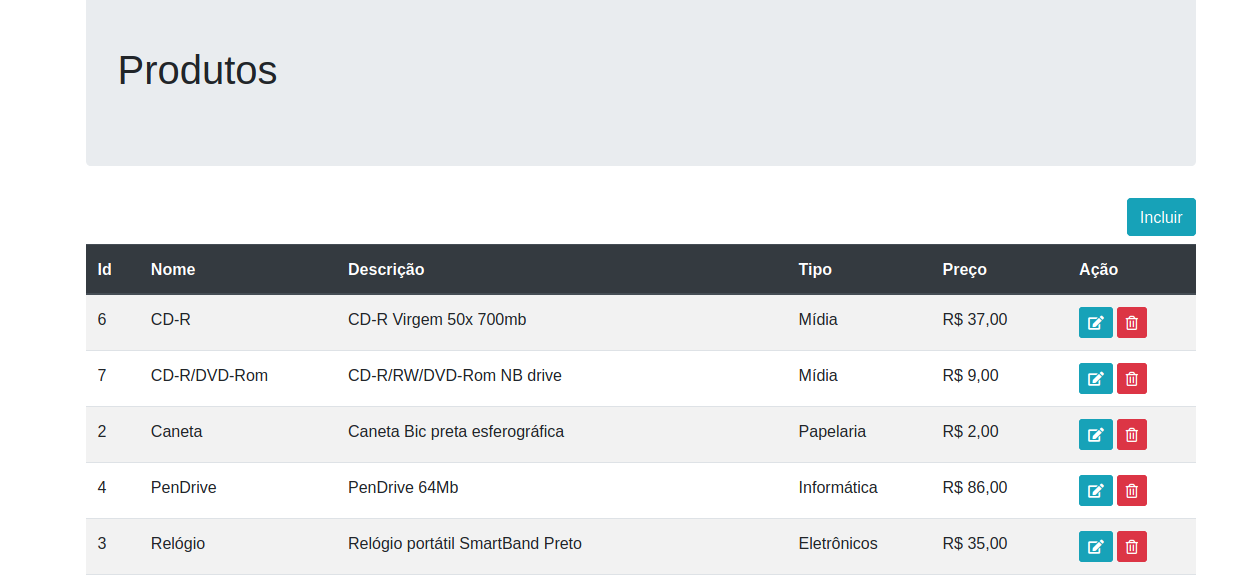 Produtos
Incluir
Id Nome Descrição Tipo Preço Ação
6 CD-R CD-R Virgem 50x 700mb Mídia R$ 37,00
7 CD-R/DVD-Rom CD-R/RW/DVD-Rom NB drive Mídia R$ 9,00
2 Caneta Caneta Bic preta esferográfica Papelaria R$ 2,00
4 PenDrive PenDrive 64Mb Informática R$ 86,00
3 Relógio Relógio portátil SmartBand Preto Eletrônicos R$ 35,00